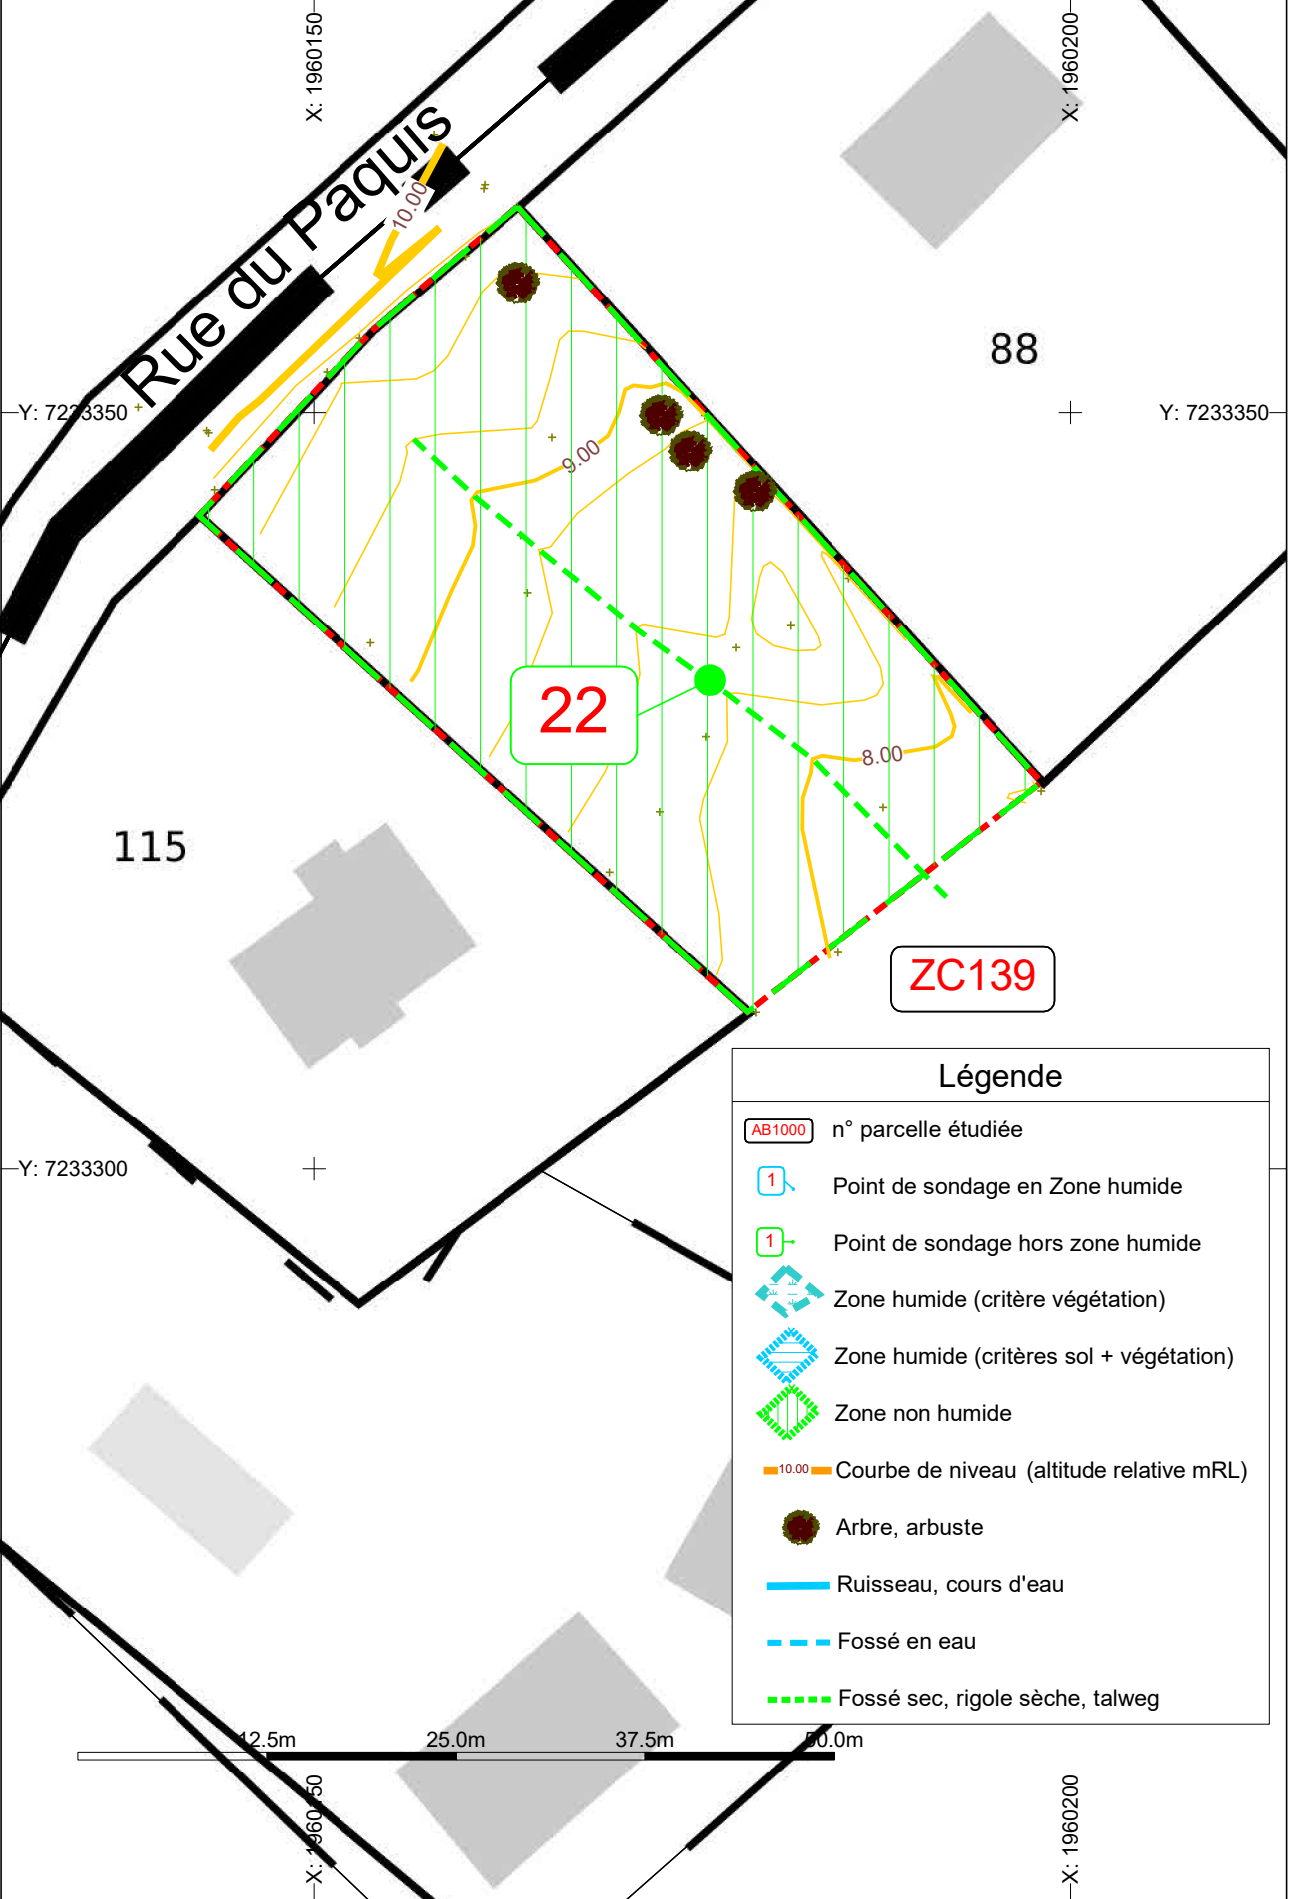 X: 1960150
X: 1960200
Rue du Paquis
10.00
88
Y: 7233350
Y: 7233350
9.00
22
8.00
115
ZC139
Légende
AB1000 n° parcelle étudiée
Y: 7233300
1 Point de sondage en Zone humide
1 Point de sondage hors zone humide
Zone humide (critère végétation)
Zone humide (critères sol + végétation)
Zone non humide
10.00 Courbe de niveau (altitude relative mRL)
Arbre, arbuste
Ruisseau, cours d'eau
Fossé en eau
Fossé sec, rigole sèche, talweg
12.5m 25.0m 37.5m 50.0m
X: 1960150
X: 1960200